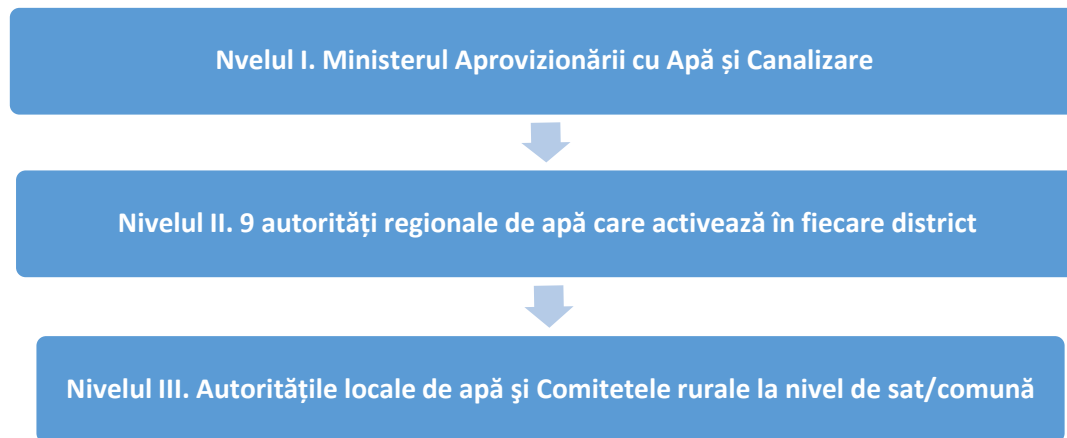 Nvelul I. Ministerul Aprovizionării cu Apă și Canalizare
Nivelul II. 9 autorități regionale de apă care activează în fiecare district
Nivelul III. Autoritățile locale de apă şi Comitetele rurale la nivel de sat/comună